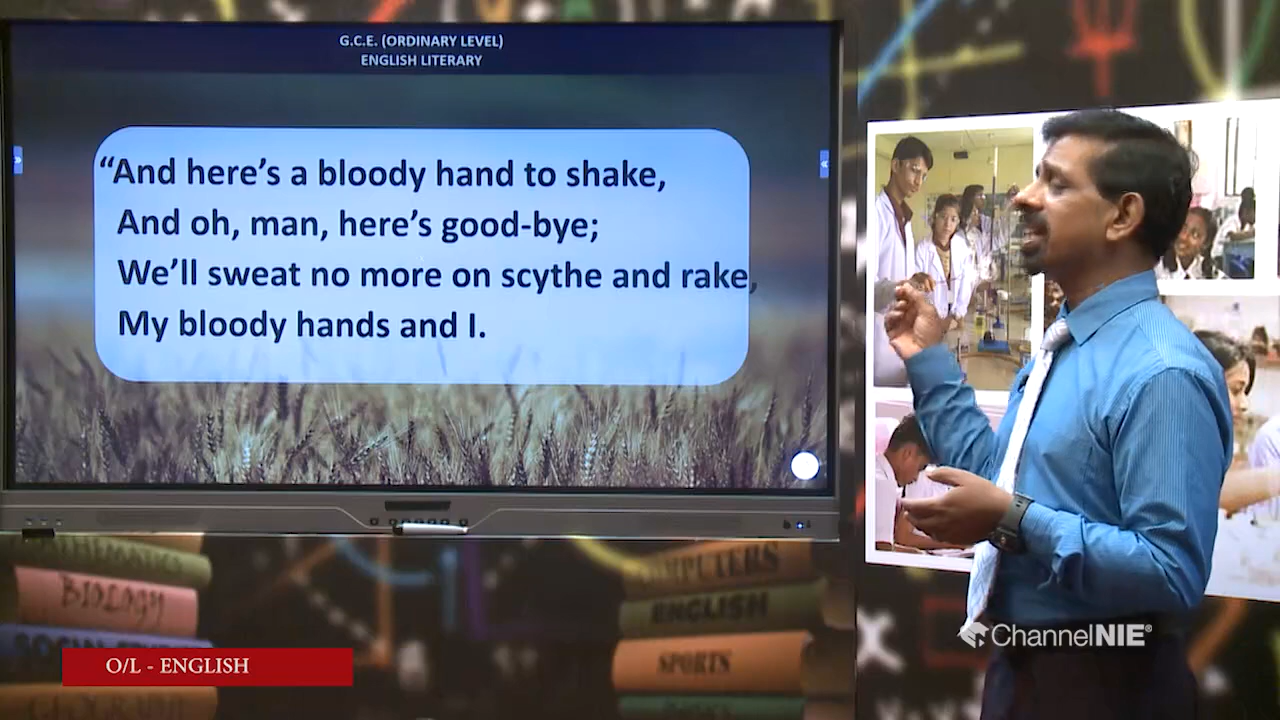 G.C.E. (ORDINARY LEVEL)
ENGLISH LITERARY
“And here’s a bloody hand to shake,
And oh, man, here’s good-bye;
We’ll sweat no more on scythe and rake,
My bloody hands and I.
MATHEMATICS
BIOLOGY
COMPUTERS
ENGLISH
SPORTS
O/L - ENGLISH
ChannelNIE®